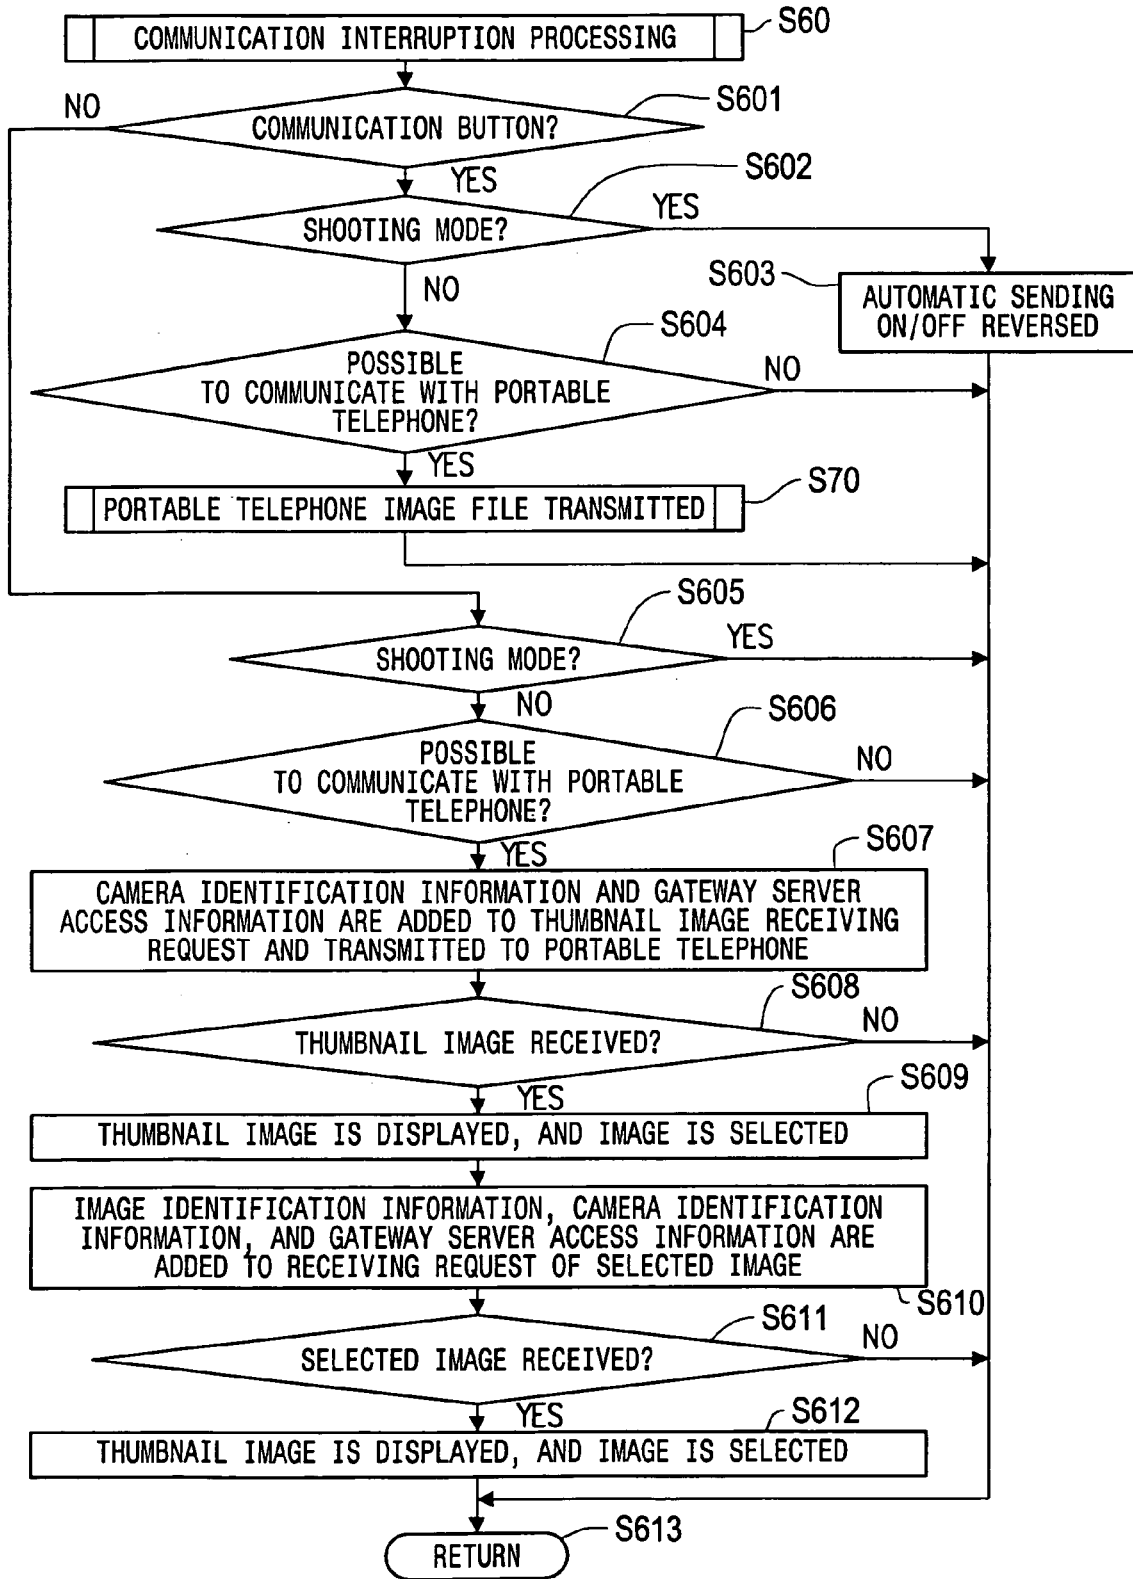 S60
COMMUNICATION INTERRUPTION PROCESSING
NO
S601
COMMUNICATION BUTTON?
YES
S602
SHOOTING MODE?
YES
NO
S603
AUTOMATIC SENDING
ON/OFF REVERSED
S604
POSSIBLE
TO COMMUNICATE WITH PORTABLE
TELEPHONE?
NO
YES
S70
PORTABLE TELEPHONE IMAGE FILE TRANSMITTED
S605
SHOOTING MODE?
YES
NO
S606
POSSIBLE
TO COMMUNICATE WITH PORTABLE
TELEPHONE?
NO
YES
S607
CAMERA IDENTIFICATION INFORMATION AND GATEWAY SERVER
ACCESS INFORMATION ARE ADDED TO THUMBNAIL IMAGE RECEIVING
REQUEST AND TRANSMITTED TO PORTABLE TELEPHONE
S608
THUMBNAIL IMAGE RECEIVED?
NO
YES
S609
THUMBNAIL IMAGE IS DISPLAYED, AND IMAGE IS SELECTED
IMAGE IDENTIFICATION INFORMATION, CAMERA IDENTIFICATION
INFORMATION, AND GATEWAY SERVER ACCESS INFORMATION ARE
ADDED TO RECEIVING REQUEST OF SELECTED IMAGE
S610
S611
SELECTED IMAGE RECEIVED?
NO
YES
S612
THUMBNAIL IMAGE IS DISPLAYED, AND IMAGE IS SELECTED
S613
RETURN